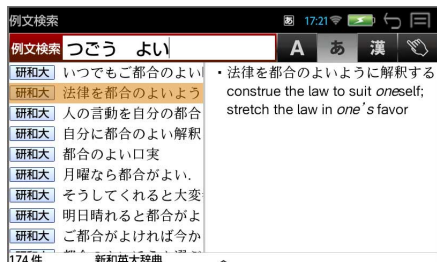 例文検索
あ 17:21
例文検索 つごう よい
A あ 漢
研和大 いつでもご都合のよい
研和大 法律を都合のよいよう
研和大 人の言動を自分の都合
研和大 自分に都合のよい解釈
研和大 都合のよい口実
研和大 月曜なら都合がよい.
研和大 そうしてくれると大変
研和大 明日晴れると都合がよ
研和大 ご都合がよければ今か
・法律を都合のよいように解釈する
construe the law to suit oneself;
stretch the law in one's favor
174 件 新和英大辞典